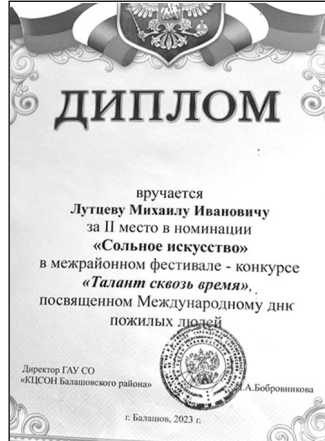 ДИПЛОМ
вручается
Лутцеву Михаилу Ивановичу
за II место в номинации
«Сольное искусство»
в межрайонном фестивале - конкурсе
«Талант сквозь время»,
посвященном Международному дню
пожилых людей
Директор ГАУ СО
«КЦСОН Балашовского района»
.А.Бобровникова
г. Балашов, 2023 г.